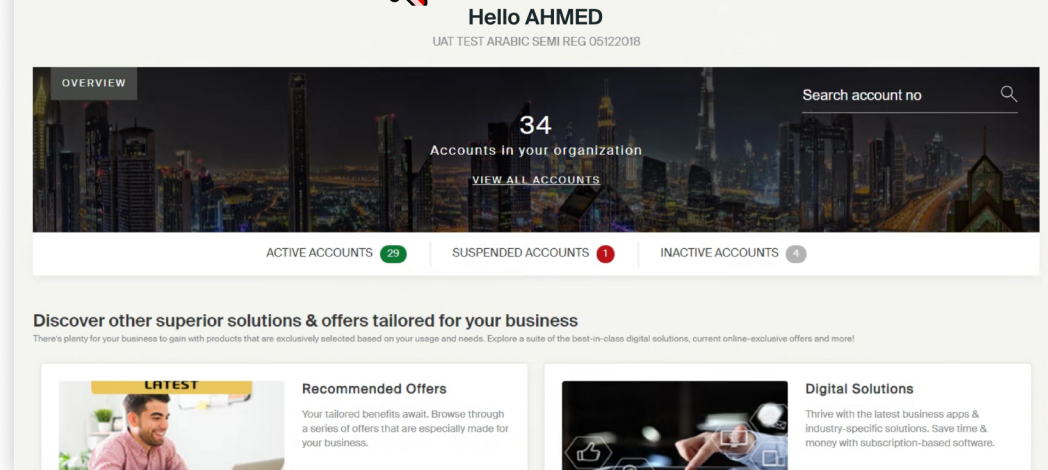 Hello AHMED
UAT TEST ARABIC SEMI REG 05122018
OVERVIEW
Search account no
34
Accounts in your organization
VIEW ALL ACCOUNTS
ACTIVE ACCOUNTS 29
SUSPENDED ACCOUNTS 1
INACTIVE ACCOUNTS 4
Discover other superior solutions & offers tailored for your business
There's plenty for your business to gain with products that are exclusively selected based on your usage and needs. Explore a suite of the best-in-class digital solutions, current online-exclusive offers and more!
LATEST
Recommended Offers
Your tailored benefits await. Browse through
a series of offers that are especially made for
your business.
Digital Solutions
Thrive with the latest business apps &
industry-specific solutions. Save time &
money with subscription-based software.